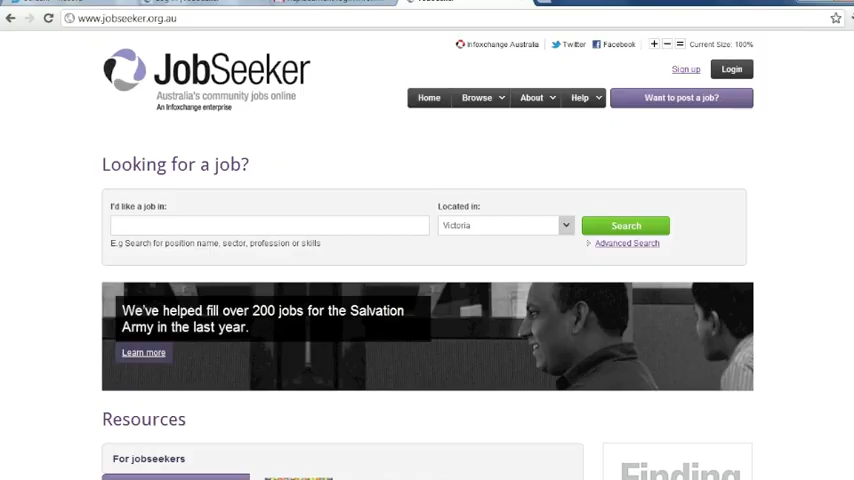 www.jobseeker.org.au
Infoxchange Australia
Twitter
Facebook
+ − = Current Size: 100%
JobSeeker
Australia's community jobs online
An Infoxchange enterprise
Sign up
Login
Home
Browse
About
Help
Want to post a job?
Looking for a job?
I'd like a job in:
Located in:
Victoria
Search
E.g Search for position name, sector, profession or skills
Advanced Search
We've helped fill over 200 jobs for the Salvation
Army in the last year.
Learn more
Resources
For jobseekers
Finding